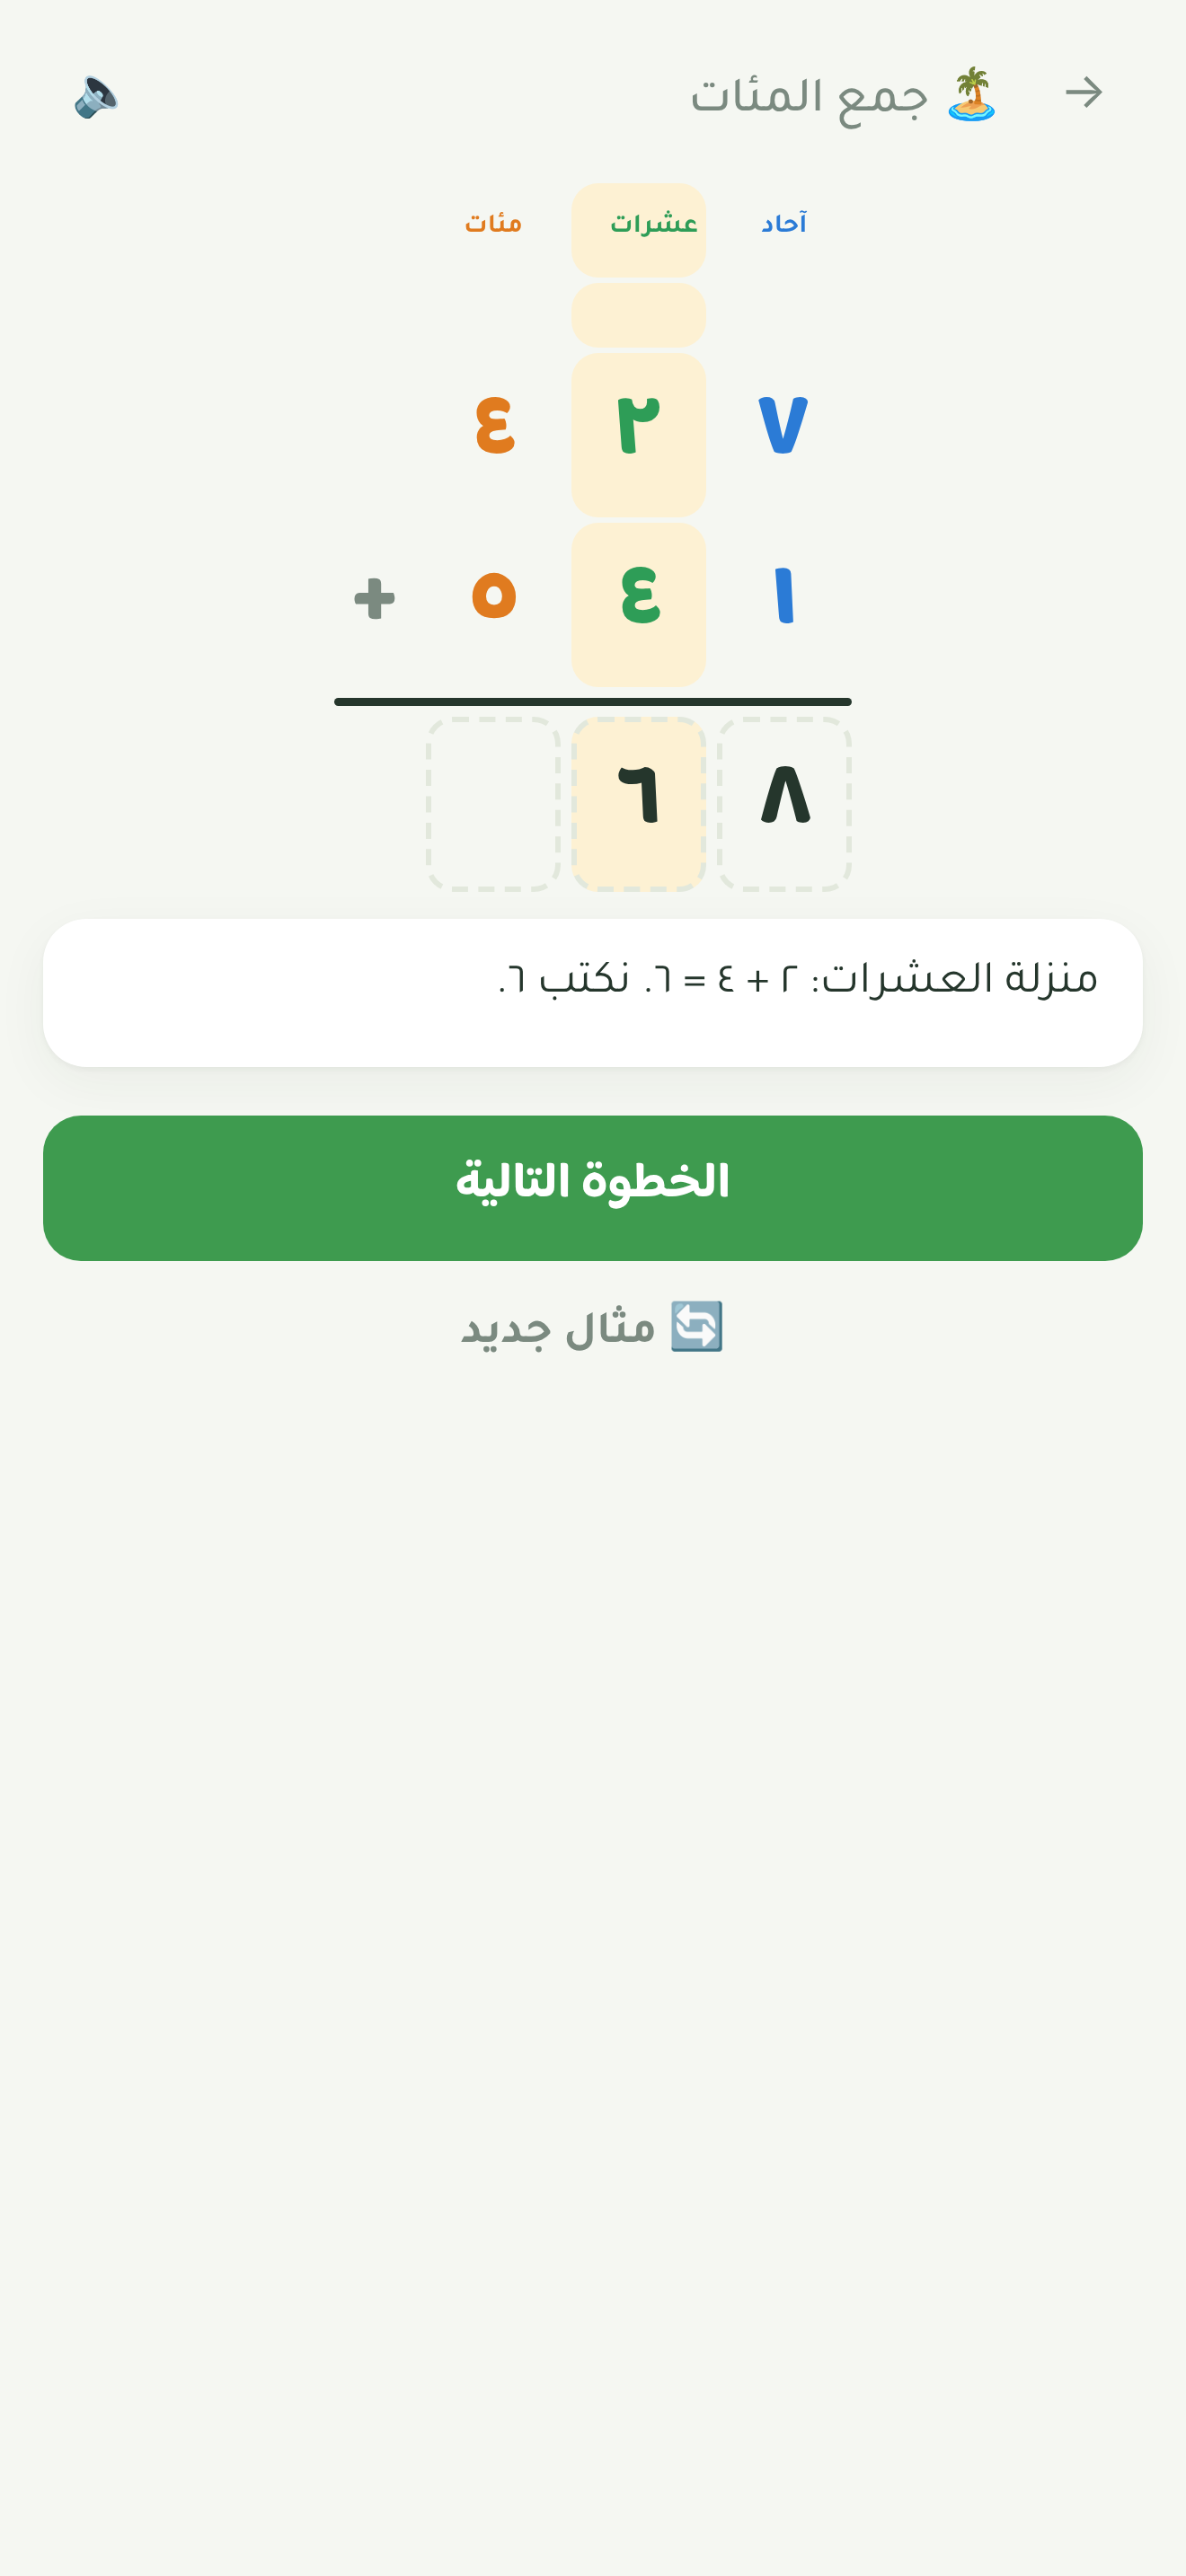 جمع المئات
آحاد عشرات مئات
٧ ٢ ٤
١ ٤ ٥ +
٨ ٦
منزلة العشرات: ٢ + ٤ = ٦. نكتب ٦.
الخطوة التالية
مثال جديد